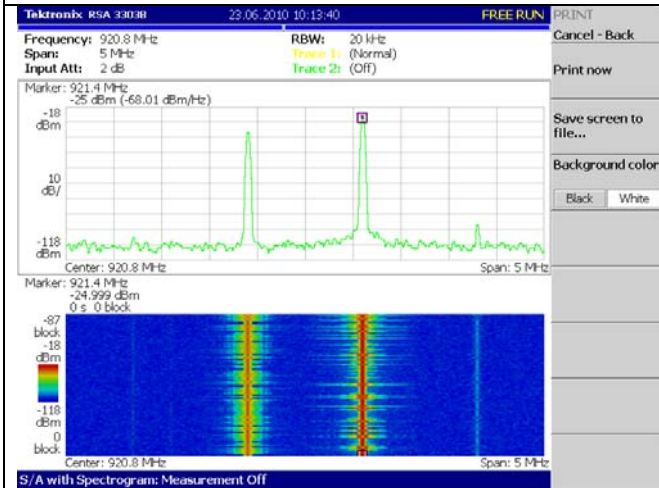 Tektronix RSA 3303B 23.06.2010 10:13:40 FREE RUN
PRINT
Cancel - Back
Print now
Save screen to
file...
Background color
Black White
Frequency: 920.8 MHz RBW: 20 kHz
Span: 5 MHz Trace 1: (Normal)
Input Att: 2 dB Trace 2: (Off)
Marker: 921.4 MHz
-25 dBm (-68.01 dBm/Hz)
-18
dBm
10
dB/
-118
dBm
Center: 920.8 MHz Span: 5 MHz
Marker: 921.4 MHz
-24.999 dBm
0 s 0 block
-87
block
-18
dBm
-118
dBm
0
block
Center: 920.8 MHz Span: 5 MHz
S/A with Spectrogram: Measurement Off